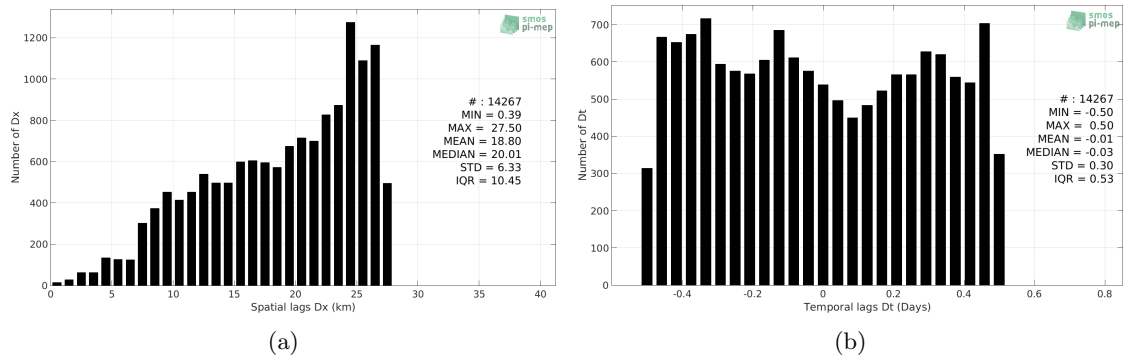 1200
1000
800
600
400
200
0
Number of Dx
0 5 10 15 20 25 30 35 40
Spatial lags Dx (km)
smos
pi-mep
# : 14267
MIN = 0.39
MAX = 27.50
MEAN = 18.80
MEDIAN = 20.01
STD = 6.33
IQR = 10.45
(a)
700
600
500
400
300
200
100
0
Number of Dt
-0.4 -0.2 0 0.2 0.4 0.6 0.8
Temporal lags Dt (Days)
smos
pi-mep
# : 14267
MIN = -0.50
MAX = 0.50
MEAN = -0.01
MEDIAN = -0.03
STD = 0.30
IQR = 0.53
(b)